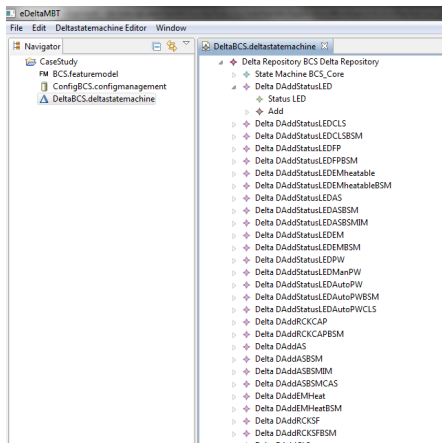 eDeltaMBT
File Edit Deltastatemachine Editor Window
Navigator
CaseStudy
FM BCS.featuremodel
ConfigBCS.configmanagement
DeltaBCS.deltastatemachine
DeltaBCS.deltastatemachine
Delta Repository BCS Delta Repository
State Machine BCS_Core
Delta DAddStatusLED
Status LED
Add
Delta DAddStatusLEDCLS
Delta DAddStatusLEDCLSBSM
Delta DAddStatusLEDFP
Delta DAddStatusLEDFPBSM
Delta DAddStatusLEDEMheatable
Delta DAddStatusLEDEMheatableBSM
Delta DAddStatusLEDAS
Delta DAddStatusLEDASBSM
Delta DAddStatusLEDASBSMIM
Delta DAddStatusLEDEM
Delta DAddStatusLEDEMBSM
Delta DAddStatusLEDPW
Delta DAddStatusLEDManPW
Delta DAddStatusLEDAutoPW
Delta DAddStatusLEDAutoPWBSM
Delta DAddStatusLEDAutoPWCLS
Delta DAddRCKCAP
Delta DAddRCKCAPBSM
Delta DAddAS
Delta DAddASBSM
Delta DAddASBSMIM
Delta DAddASBSMCAS
Delta DAddEMHeat
Delta DAddEMHeatBSM
Delta DAddRCKSF
Delta DAddRCKSFBSM